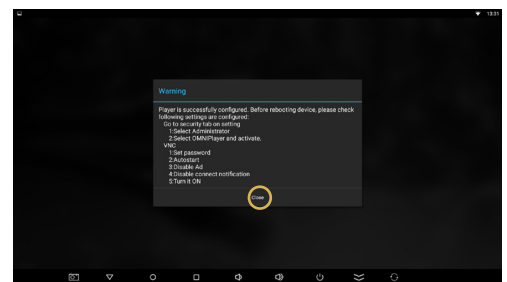 13:31
Warning
Player is successfully configured. Before rebooting device, please check
following settings are configured:
Go to security tab on setting
1:Select Administrator
2:Select OMNIPlayer and activate.
VNC
1:Set password
2:Autostart
3:Disable Ad
4:Disable connect notification
5:Turn it ON
Close